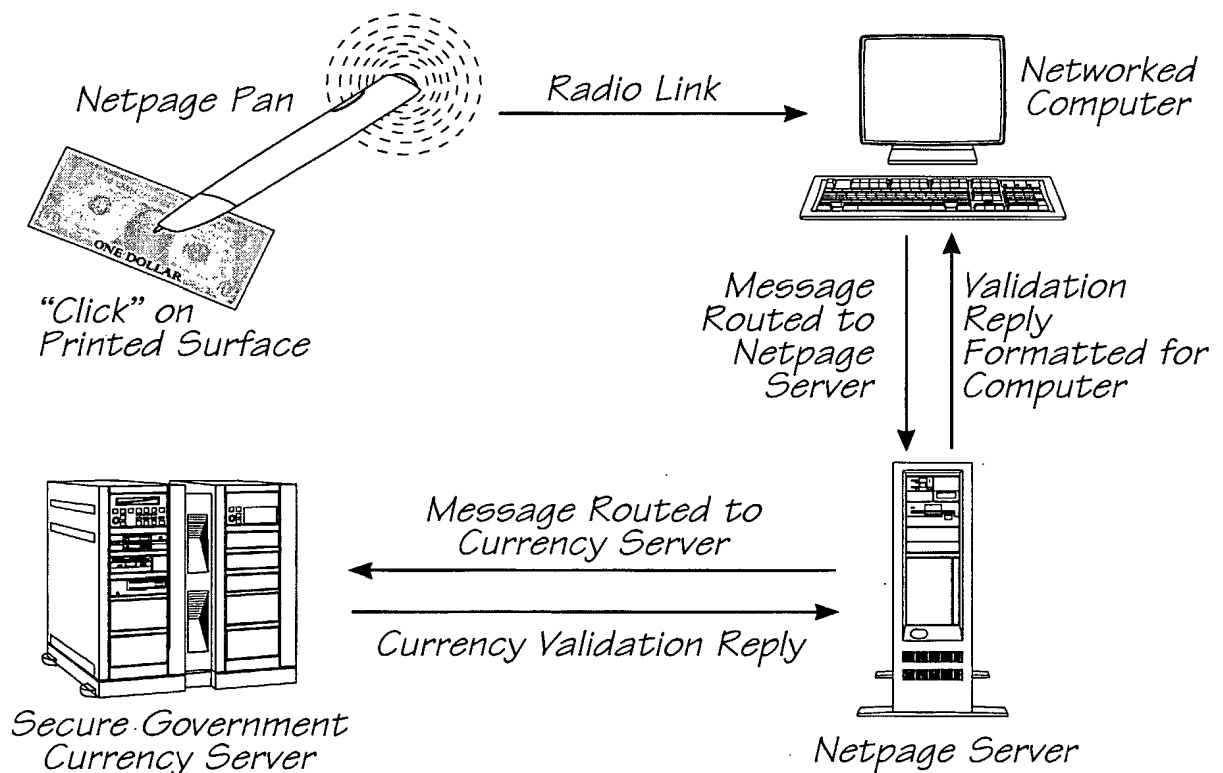 Netpage Pan
Radio Link
Networked
Computer
ONE DOLLAR
"Click" on
Printed Surface
Message
Routed to
Netpage
Server
Validation
Reply
Formatted for
Computer
Message Routed to
Currency Server
Currency Validation Reply
Secure Government
Currency Server
Netpage Server